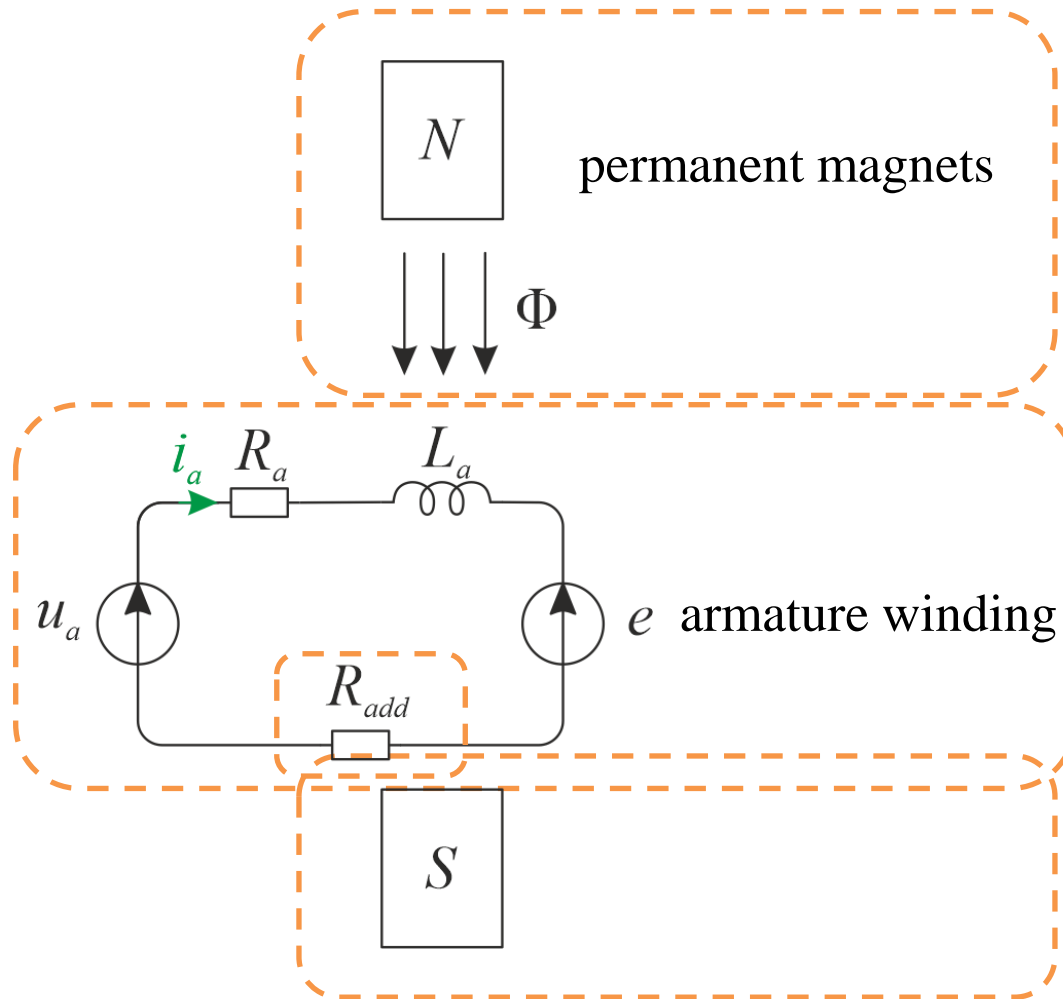 N
permanent magnets
Φ
i_a
R_a
L_a
u_a
e
armature winding
R_add
S